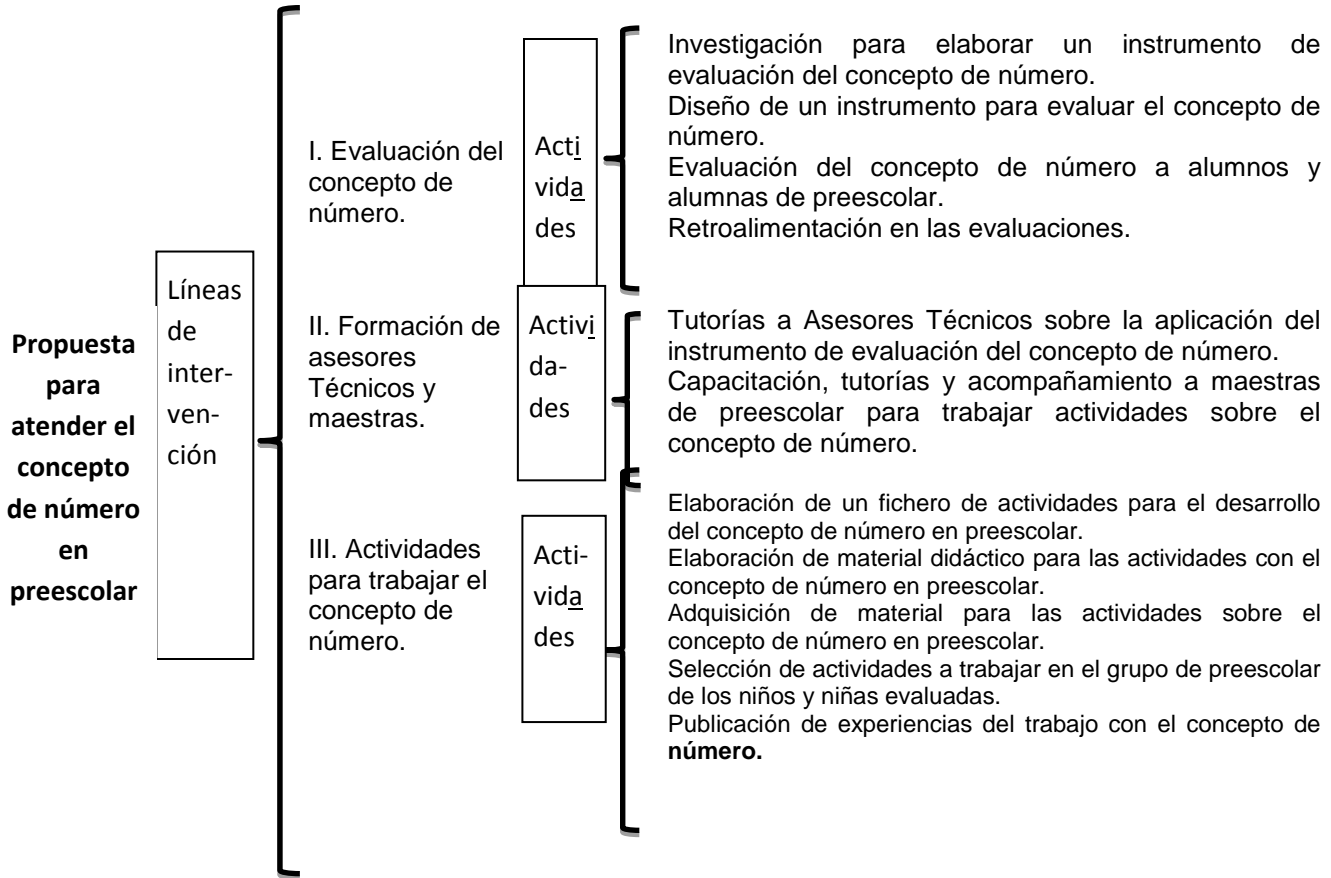 Propuesta
para
atender el
concepto
de número
en
preescolar
Líneas
de
inter-
ven-
ción
I. Evaluación del
concepto de
número.
Acti
vida
des
Investigación para elaborar un instrumento de
evaluación del concepto de número.
Diseño de un instrumento para evaluar el concepto de
número.
Evaluación del concepto de número a alumnos y
alumnas de preescolar.
Retroalimentación en las evaluaciones.
II. Formación de
asesores
Técnicos y
maestras.
Activi
da-
des
Tutorías a Asesores Técnicos sobre la aplicación del
instrumento de evaluación del concepto de número.
Capacitación, tutorías y acompañamiento a maestras
de preescolar para trabajar actividades sobre el
concepto de número.
III. Actividades
para trabajar el
concepto de
número.
Acti-
vida
des
Elaboración de un fichero de actividades para el desarrollo
del concepto de número en preescolar.
Elaboración de material didáctico para las actividades con el
concepto de número en preescolar.
Adquisición de material para las actividades sobre el
concepto de número en preescolar.
Selección de actividades a trabajar en el grupo de preescolar
de los niños y niñas evaluadas.
Publicación de experiencias del trabajo con el concepto de
número.